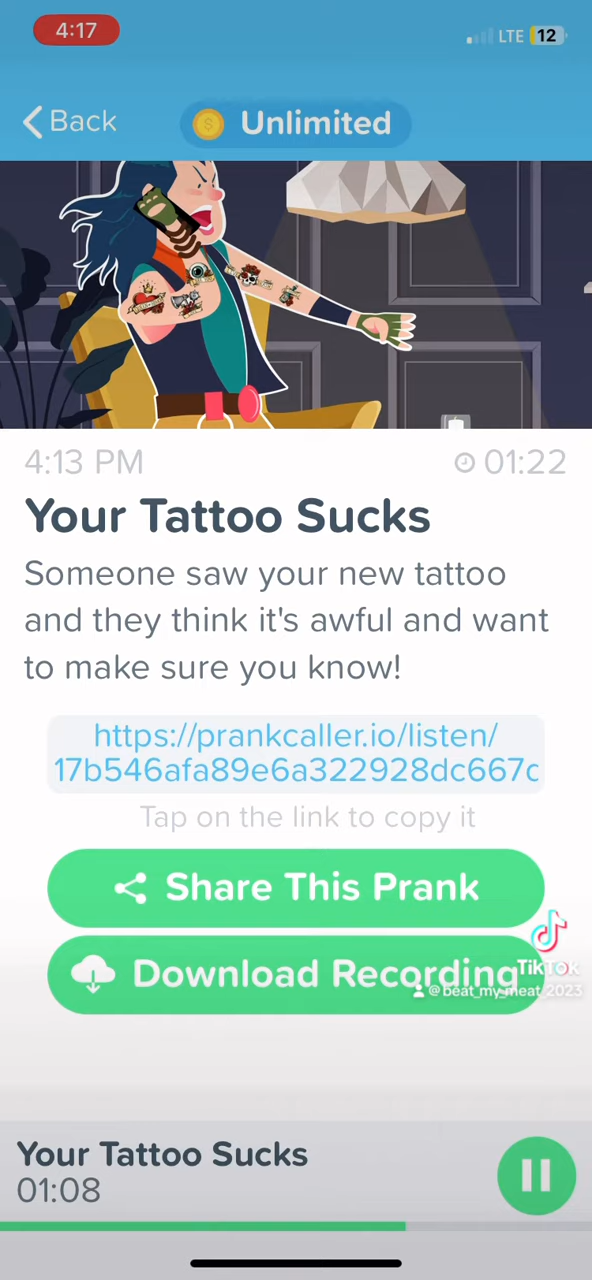 4:17
LTE 12
Back
Unlimited
4:13 PM
01:22
Your Tattoo Sucks
Someone saw your new tattoo
and they think it's awful and want
to make sure you know!
https://prankcaller.io/listen/
17b546afa89e6a322928dc667c
Tap on the link to copy it
Share This Prank
Download Recording
TikTok
@beat_my_meat_2023
Your Tattoo Sucks
01:08